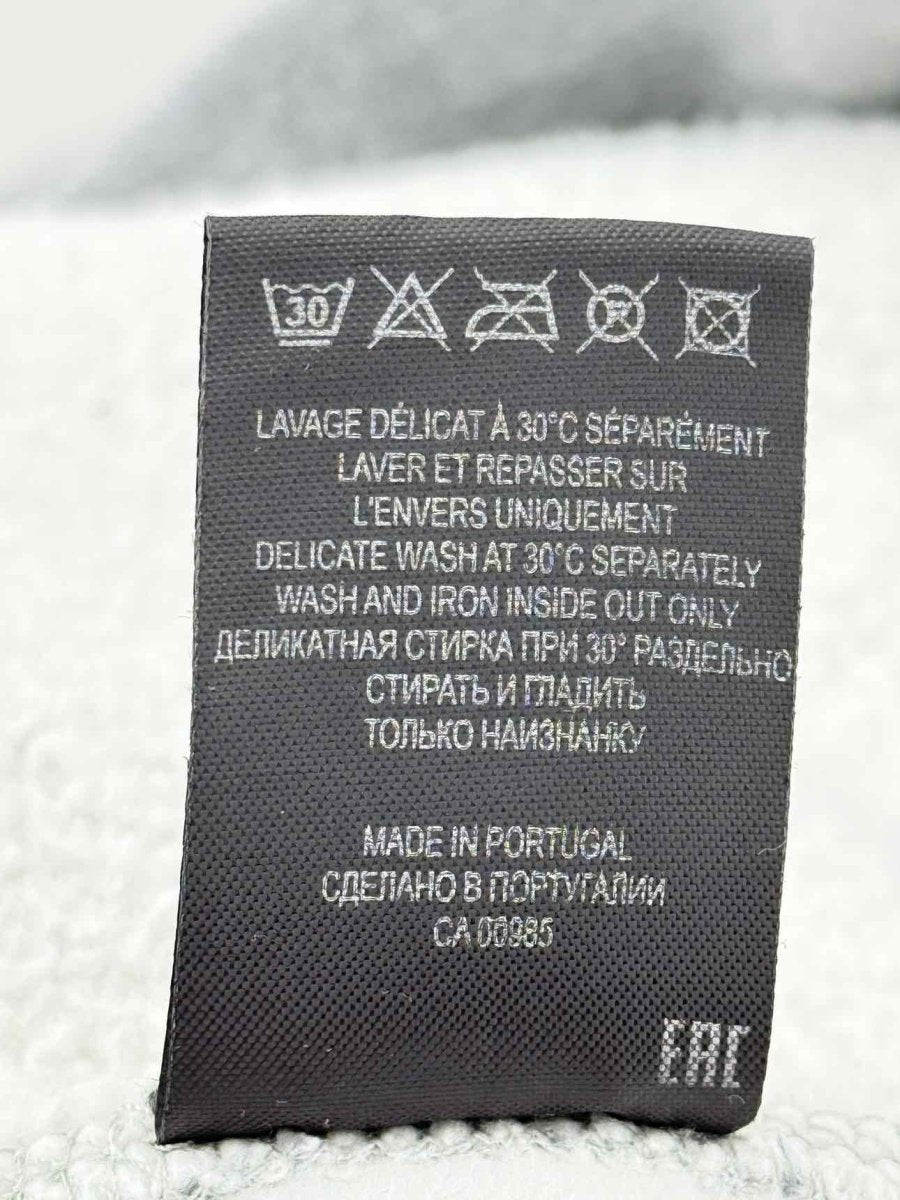 30
R
LAVAGE DÉLICAT À 30°C SÉPARÉMENT
LAVER ET REPASSER SUR
L'ENVERS UNIQUEMENT
DELICATE WASH AT 30°C SEPARATELY
WASH AND IRON INSIDE OUT ONLY
ДЕЛИКАТНАЯ СТИРКА ПРИ 30° РАЗДЕЛЬНО
СТИРАТЬ И ГЛАДИТЬ
ТОЛЬКО НАИЗНАНКУ
MADE IN PORTUGAL
СДЕЛАНО В ПОРТУГАЛИИ
CA 00985
EAC